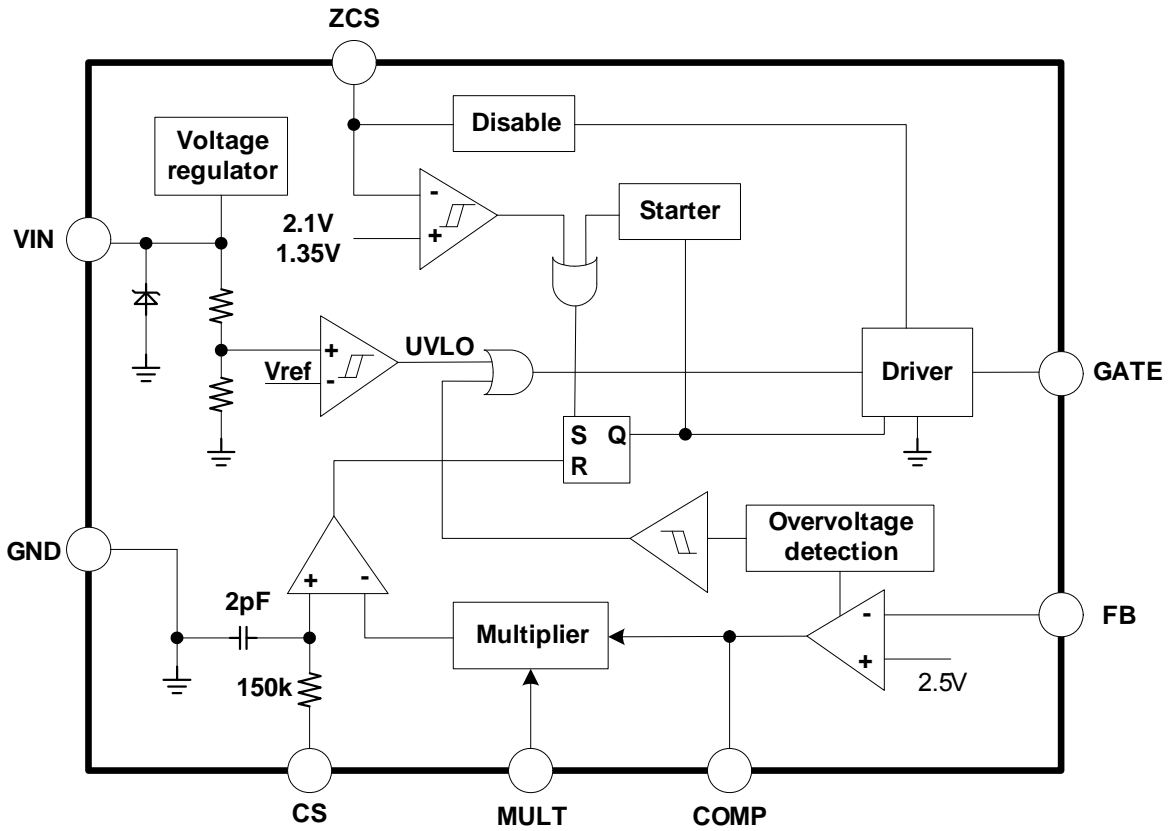 ZCS
Disable
Voltage
regulator
-
Starter
2.1V
+
1.35V
VIN
UVLO
+
Vref
-
Driver
GATE
S Q
R
Overvoltage
detection
GND
+ -
2pF
Multiplier
-
FB
+
2.5V
150k
CS
MULT
COMP